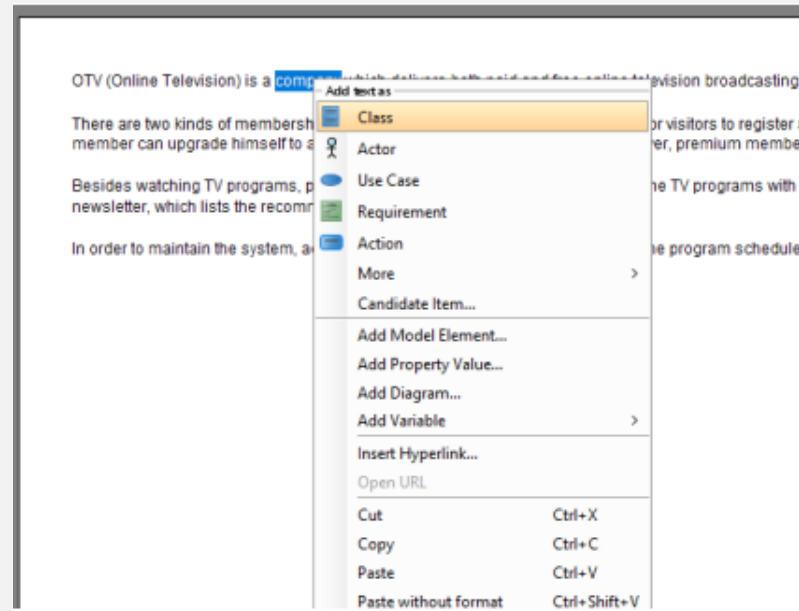 OTV (Online Television) is a company which delivers both paid and free online television broadcasting
Add text as
There are two kinds of membersh
or visitors to register
member can upgrade himself to a
er, premium membe
Besides watching TV programs, p
he TV programs with
newsletter, which lists the recomm
In order to maintain the system, a
he program schedule
Class
Actor
Use Case
Requirement
Action
More
Candidate Item...
Add Model Element...
Add Property Value...
Add Diagram...
Add Variable
Insert Hyperlink...
Open URL
Cut Ctrl+X
Copy Ctrl+C
Paste Ctrl+V
Paste without format Ctrl+Shift+V